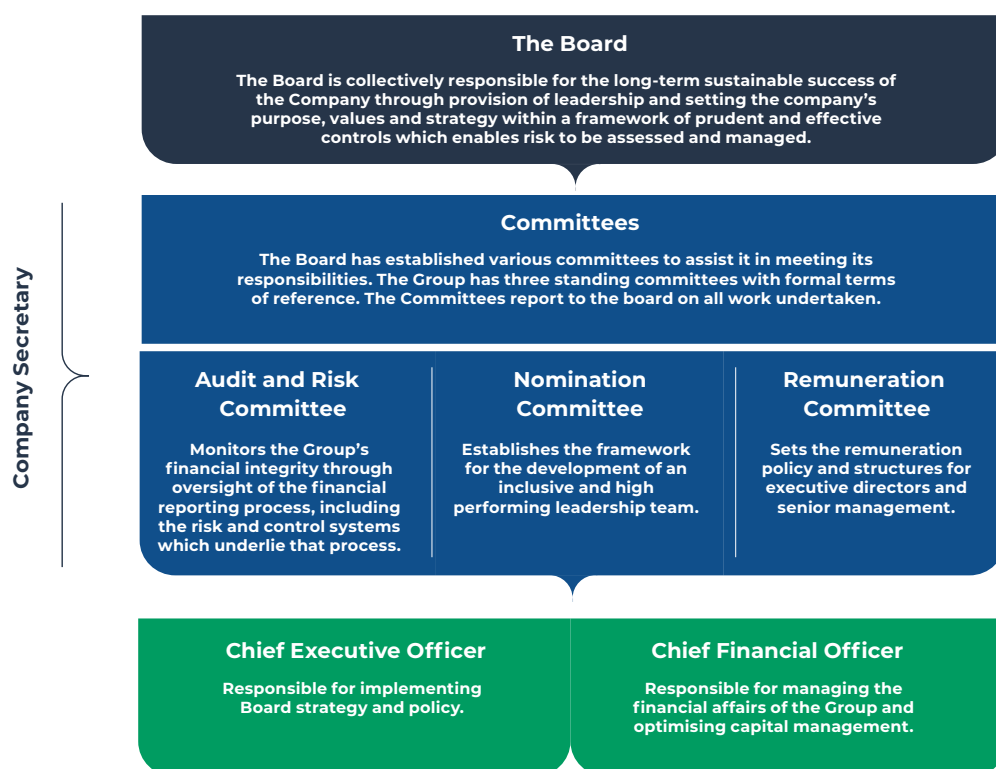 The Board
The Board is collectively responsible for the long-term sustainable success of
the Company through provision of leadership and setting the company's
purpose, values and strategy within a framework of prudent and effective
controls which enables risk to be assessed and managed.
Company Secretary
Committees
The Board has established various committees to assist it in meeting its
responsibilities. The Group has three standing committees with formal terms
of reference. The Committees report to the board on all work undertaken.
Audit and Risk
Committee
Monitors the Group's
financial integrity through
oversight of the financial
reporting process, including
the risk and control systems
which underlie that process.
Nomination
Committee
Establishes the framework
for the development of an
inclusive and high
performing leadership team.
Remuneration
Committee
Sets the remuneration
policy and structures for
executive directors and
senior management.
Chief Executive Officer
Responsible for implementing
Board strategy and policy.
Chief Financial Officer
Responsible for managing the
financial affairs of the Group and
optimising capital management.